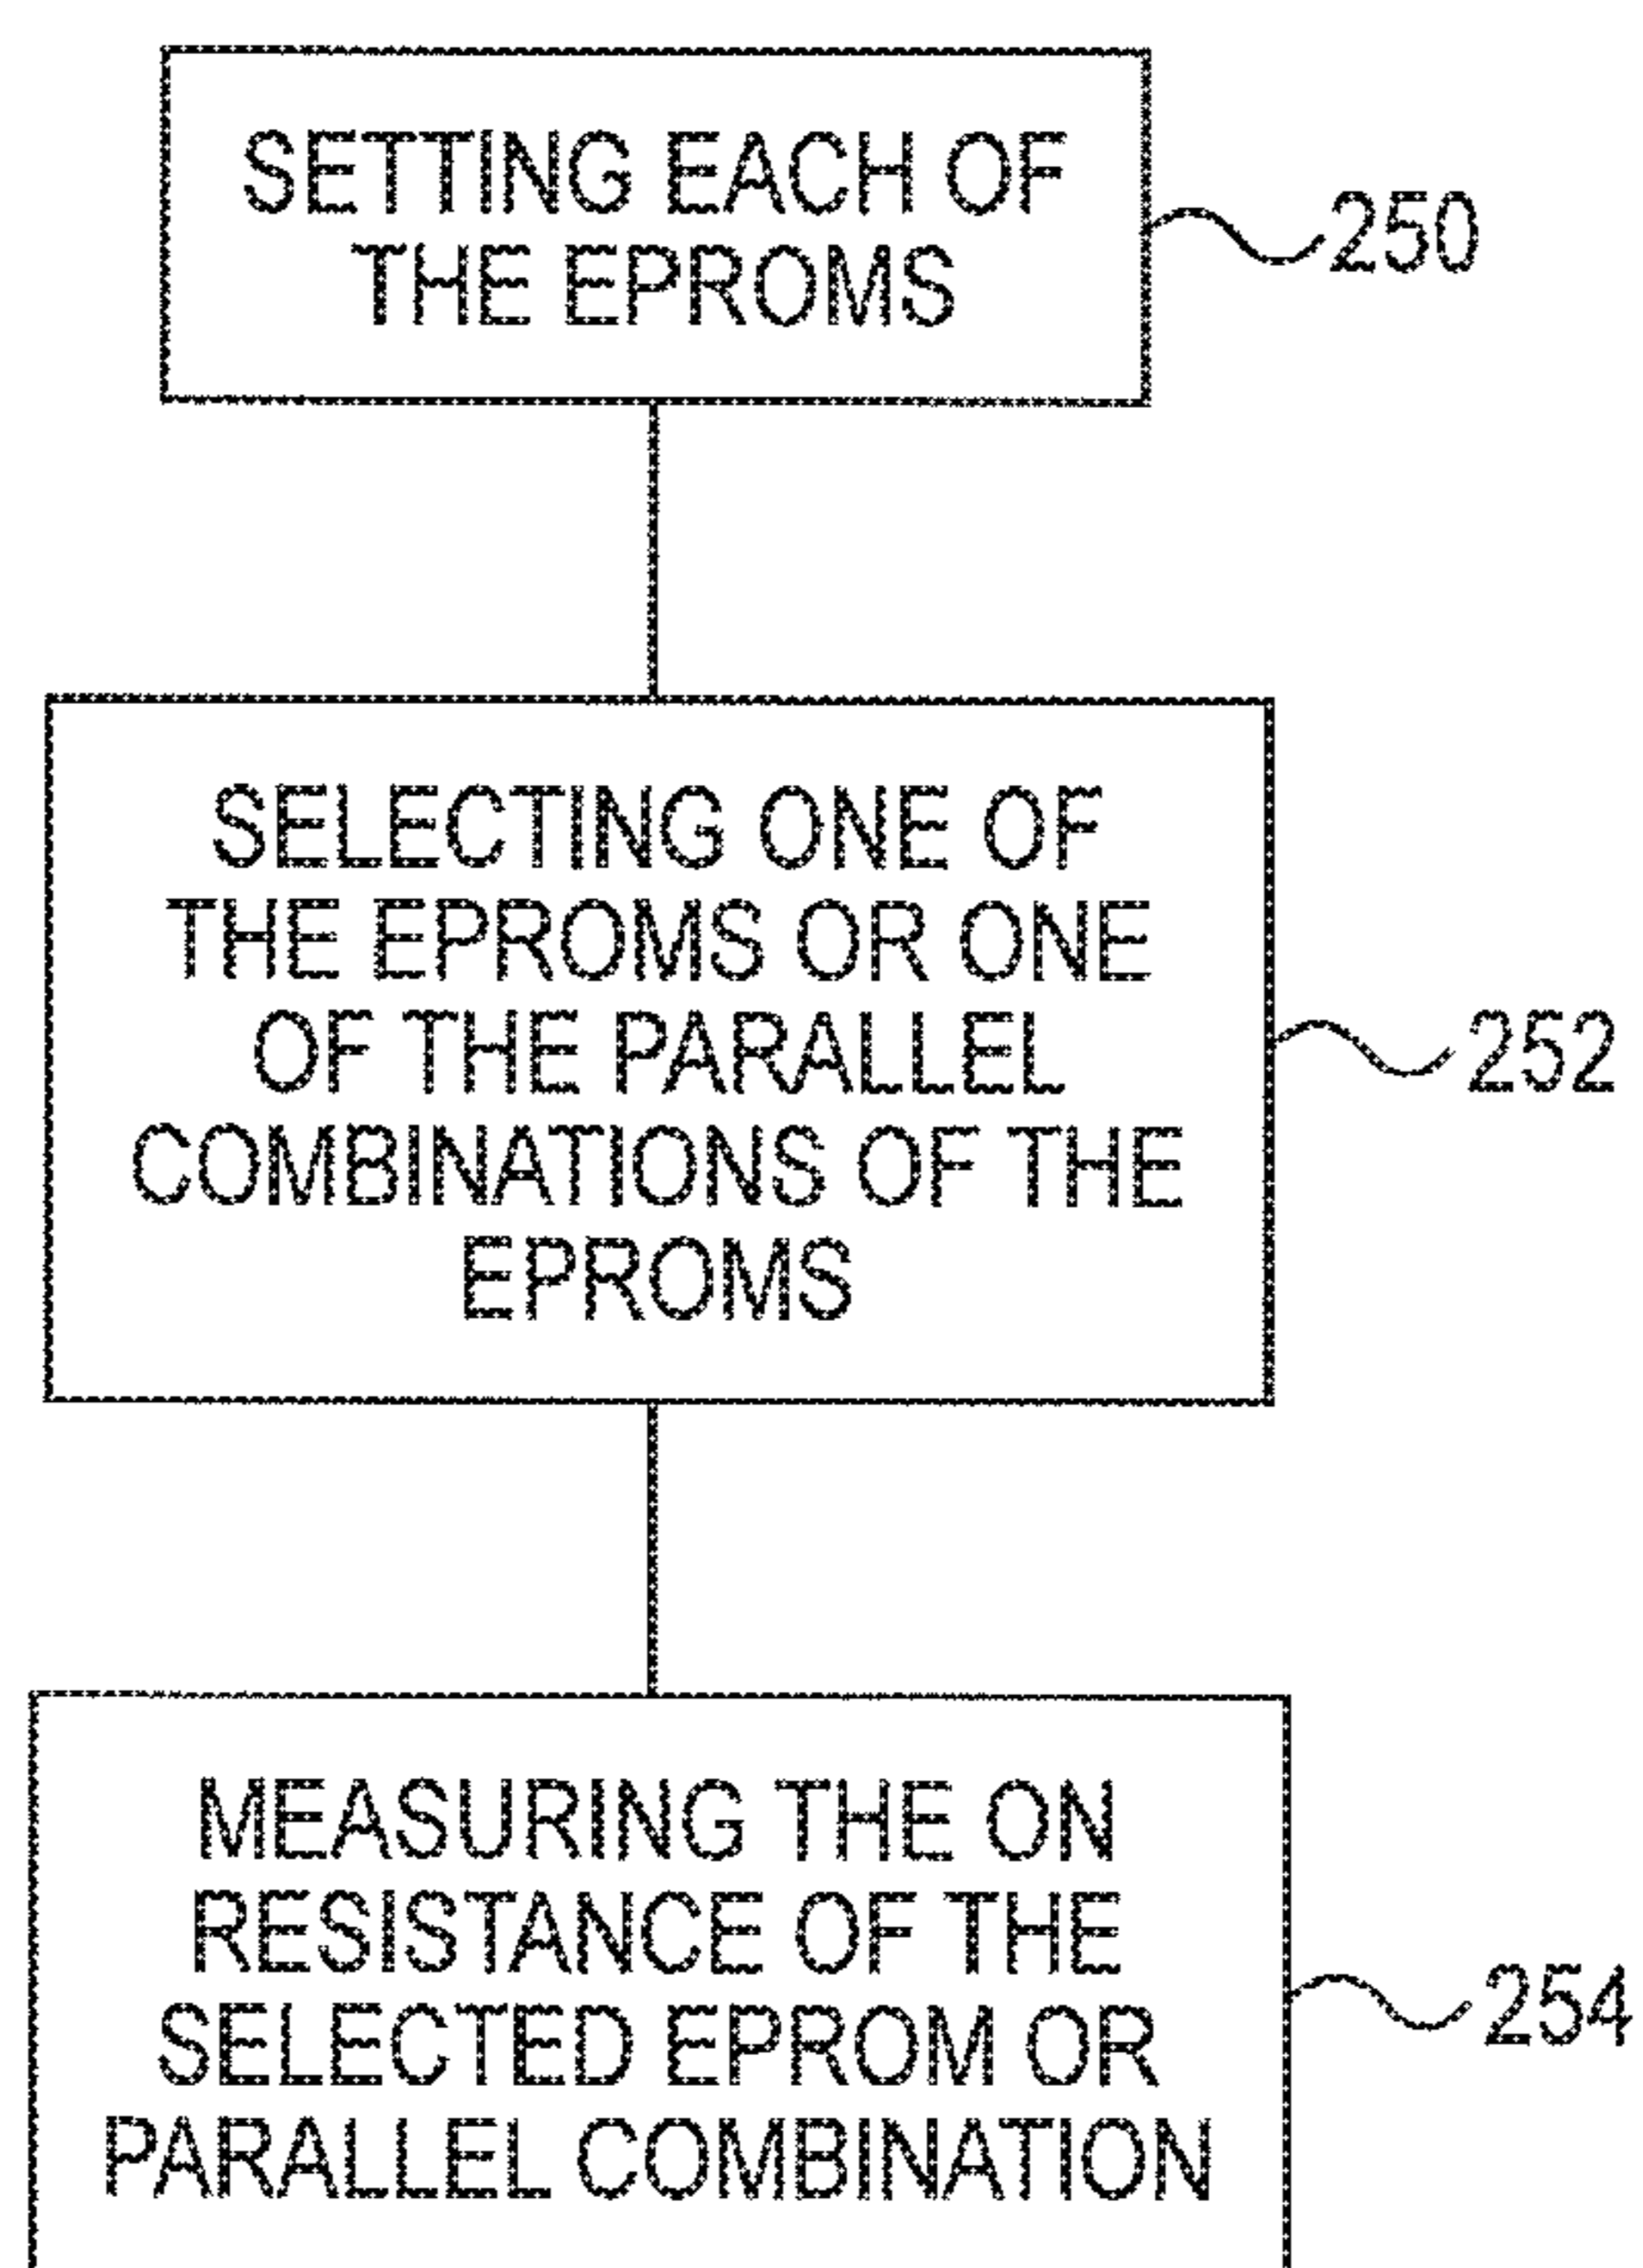 SETTING EACH OF
THE EPROMS
250
SELECTING ONE OF
THE EPROMS OR ONE
OF THE PARALLEL
COMBINATIONS OF THE
EPROMS
252
MEASURING THE ON
RESISTANCE OF THE
SELECTED EPROM OR
PARALLEL COMBINATION
254